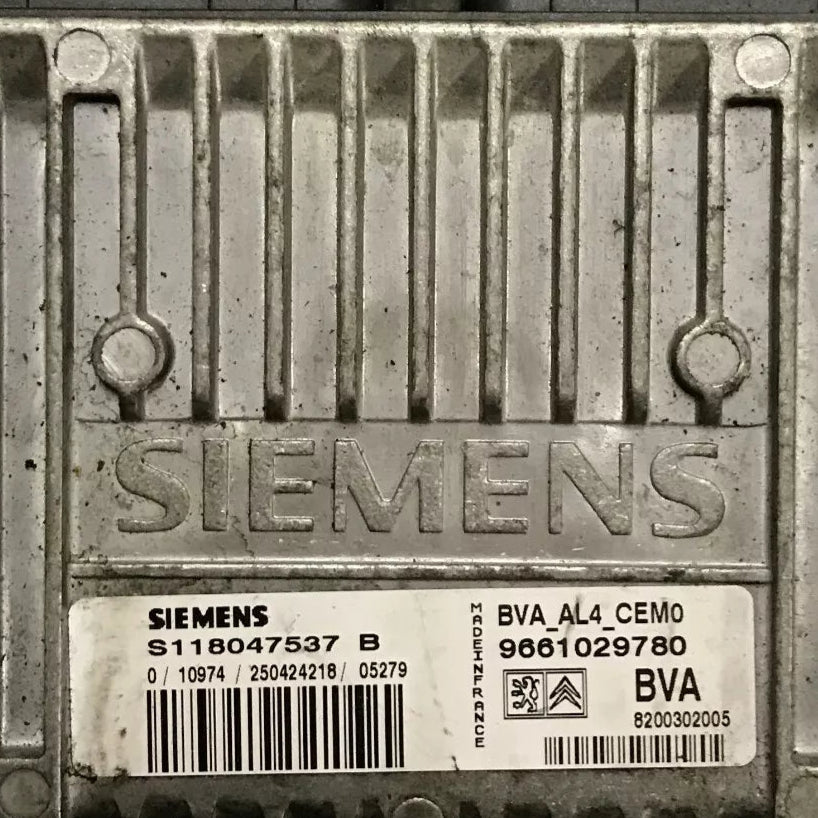 SIEMENS
SIEMENS
S118047537 B
0 / 10974 / 250424218 / 05279
MADEINFRANCE
BVA_AL4_CEM0
9661029780
BVA
8200302005